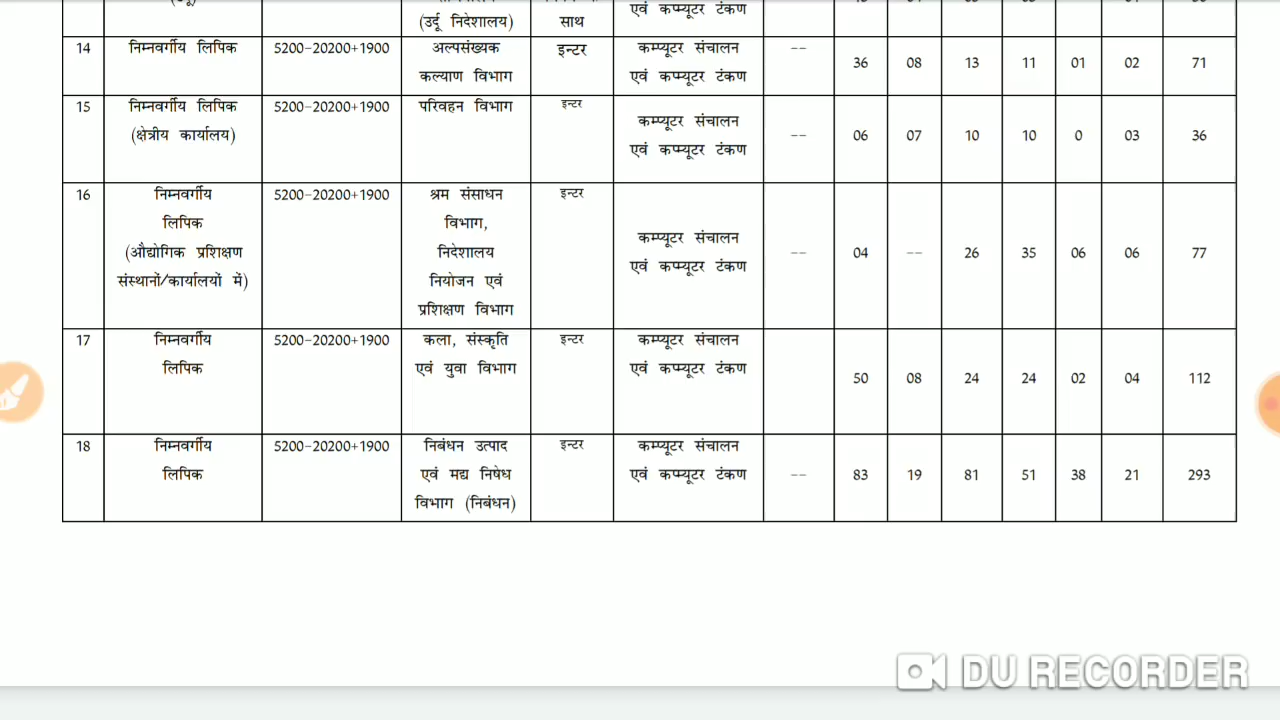 (उर्दू निदेशालय) साथ एवं कप्प्यूटर टंकण
14 निम्नवर्गीय लिपिक 5200-20200+1900 अल्पसंख्यक इन्टर कम्प्यूटर संचालन --
कल्याण विभाग एवं कप्प्यूटर टंकण 36 08 13 11 01 02 71
15 निम्नवर्गीय लिपिक 5200-20200+1900 परिवहन विभाग इन्टर
(क्षेत्रीय कार्यालय) कम्प्यूटर संचालन
एवं कप्प्यूटर टंकण -- 06 07 10 10 0 03 36
16 निम्नवर्गीय 5200-20200+1900 श्रम संसाधन इन्टर
लिपिक विभाग,
(औद्योगिक प्रशिक्षण निदेशालय कम्प्यूटर संचालन
संस्थानों/कार्यालयों में) नियोजन एवं एवं कप्प्यूटर टंकण -- 04 -- 26 35 06 06 77
प्रशिक्षण विभाग
17 निम्नवर्गीय 5200-20200+1900 कला, संस्कृति इन्टर कम्प्यूटर संचालन
लिपिक एवं युवा विभाग एवं कप्प्यूटर टंकण 50 08 24 24 02 04 112
18 निम्नवर्गीय 5200-20200+1900 निबंधन उत्पाद इन्टर कम्प्यूटर संचालन
लिपिक एवं मद्य निषेध एवं कप्प्यूटर टंकण -- 83 19 81 51 38 21 293
विभाग (निबंधन)
DU RECORDER